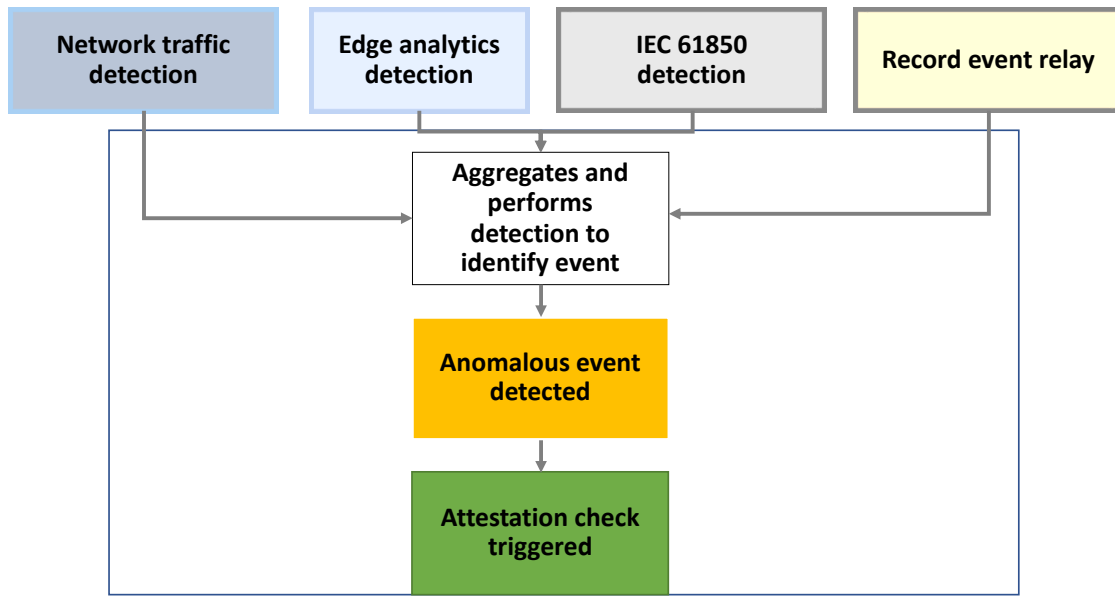 Network traffic
detection
Edge analytics
detection
IEC 61850
detection
Record event relay
Aggregates and
performs
detection to
identify event
Anomalous event
detected
Attestation check
triggered